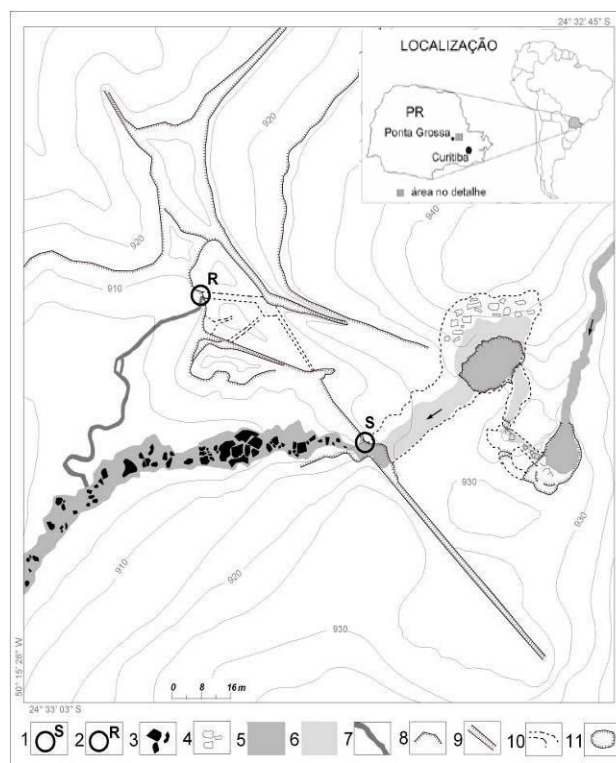 24° 32' 45" S
LOCALIZAÇÃO
PR
Ponta Grossa
Curitiba
área no detalhe
920
920
940
910
R
S
930
930
910
920
930
0 8 16 m
50° 15' 26" W
24° 33' 03" S
1 S 2 R 3 4 5 6 7 8 9 10 11